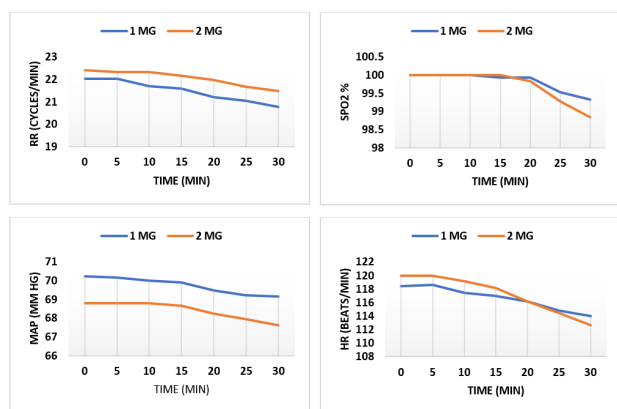 1 MG 2 MG
RR (CYCLES/MIN)
23
22
21
20
19
0 5 10 15 20 25 30
TIME (MIN)
1 MG 2 MG
SPO2 %
100.5
100
99.5
99
98.5
98
0 5 10 15 20 25 30
TIME (MIN)
1 MG 2 MG
MAP (MM HG)
71
70
69
68
67
66
0 5 10 15 20 25 30
TIME (MIN)
1 MG 2 MG
HR (BEATS/MIN)
122
120
118
116
114
112
110
108
0 5 10 15 20 25 30
TIME (MIN)